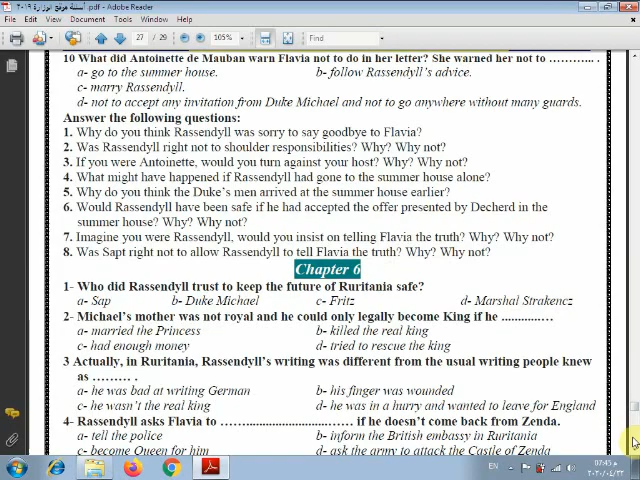 أسئلة موقع الوزارة ٢٠١٩.pdf - Adobe Reader
File Edit View Document Tools Window Help
27 / 29 105% Find
10 What did Antoinette de Mauban warn Flavia not to do in her letter? She warned her not to ……….. .
a- go to the summer house. b- follow Rassendyll's advice.
c- marry Rassendyll.
d- not to accept any invitation from Duke Michael and not to go anywhere without many guards.
Answer the following questions:
1. Why do you think Rassendyll was sorry to say goodbye to Flavia?
2. Was Rassendyll right not to shoulder responsibilities? Why? Why not?
3. If you were Antoinette, would you turn against your host? Why? Why not?
4. What might have happened if Rassendyll had gone to the summer house alone?
5. Why do you think the Duke's men arrived at the summer house earlier?
6. Would Rassendyll have been safe if he had accepted the offer presented by Decherd in the
summer house? Why? Why not?
7. Imagine you were Rassendyll, would you insist on telling Flavia the truth? Why? Why not?
8. Was Sapt right not to allow Rassendyll to tell Flavia the truth? Why? Why not?
Chapter 6
1- Who did Rassendyll trust to keep the future of Ruritania safe?
a- Sap b- Duke Michael c- Fritz d- Marshal Strakencz
2- Michael's mother was not royal and he could only legally become King if he ...........…
a- married the Princess b- killed the real king
c- had enough money d- tried to rescue the king
3 Actually, in Ruritania, Rassendyll's writing was different from the usual writing people knew
as ……… .
a- he was bad at writing German b- his finger was wounded
c- he wasn't the real king d- he was in a hurry and wanted to leave for England
4- Rassendyll asks Flavia to ……..........................… if he doesn't come back from Zenda.
a- tell the police b- inform the British embassy in Ruritania
c- become Queen for him d- ask the army to attack the Castle of Zenda
EN 07:45 م
٢٠٢٠/٠٤/٢٢